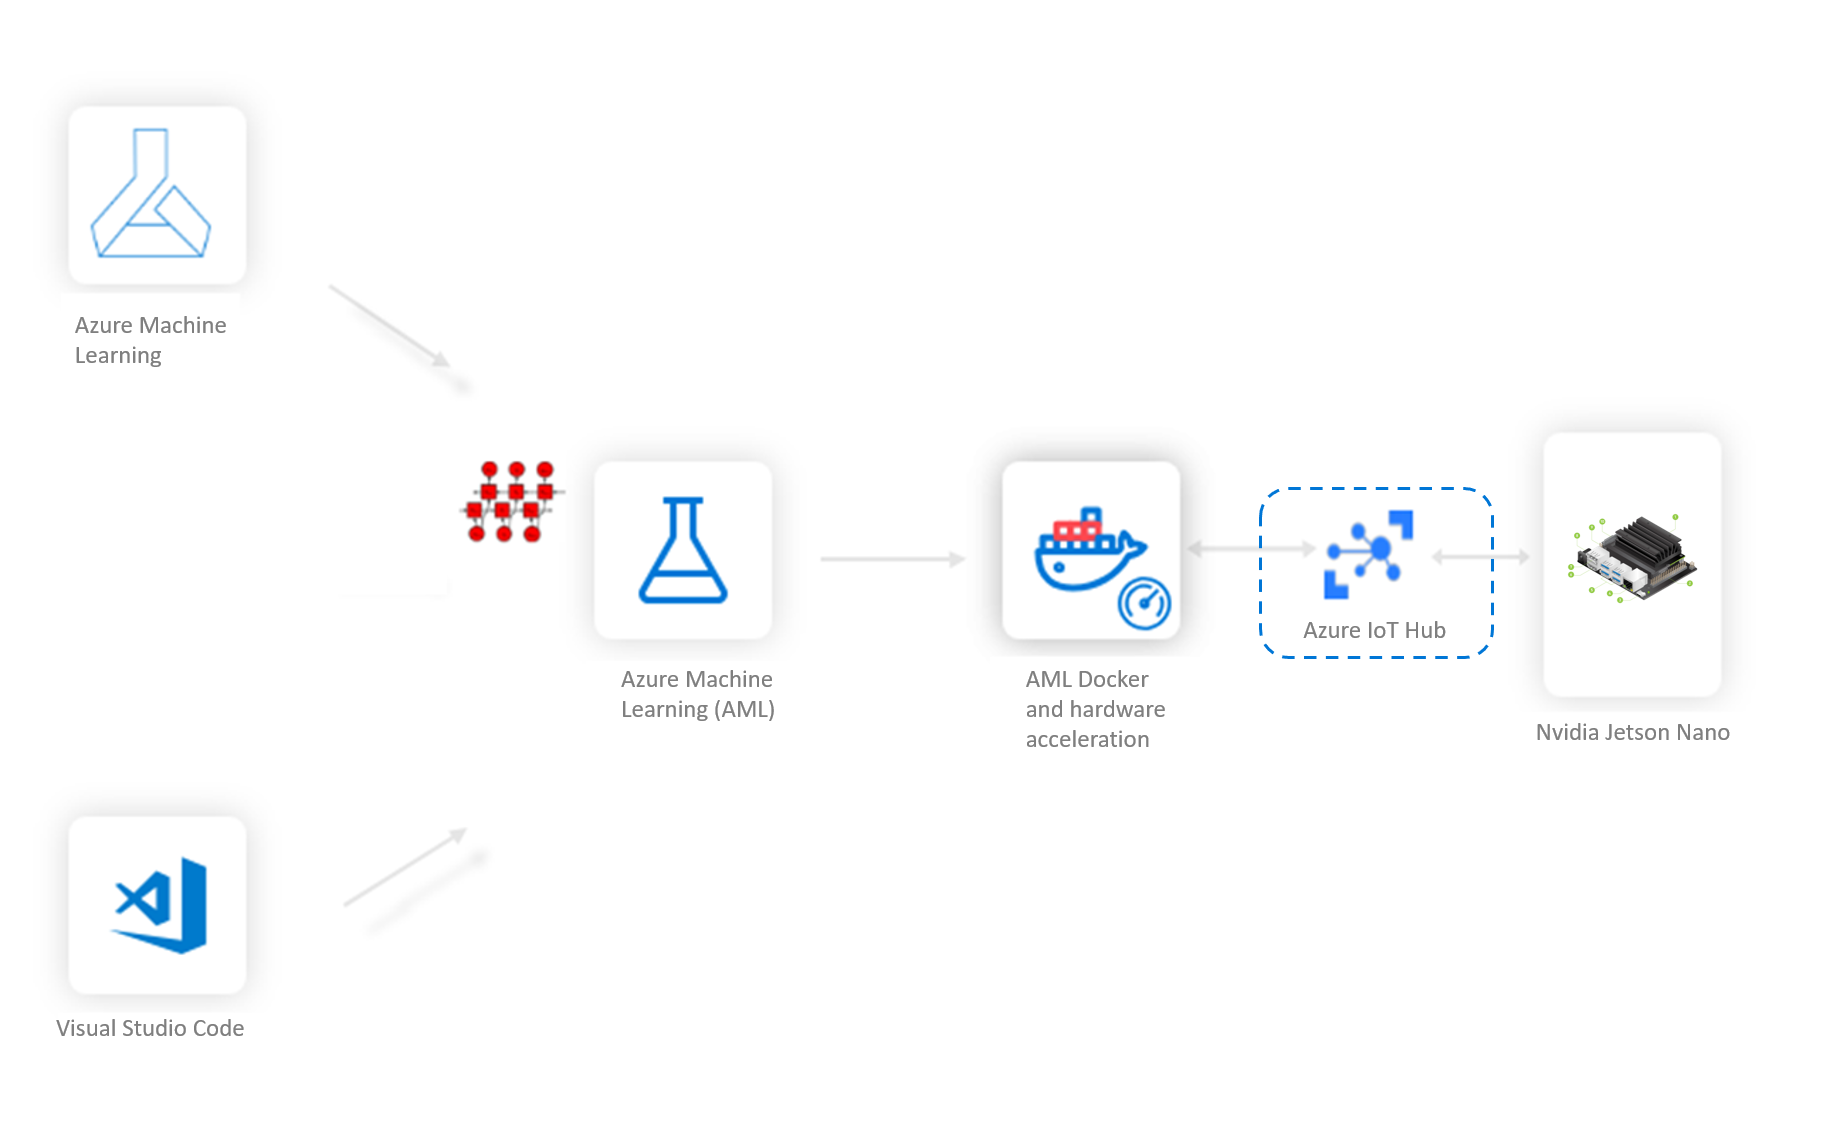 Azure Machine
Learning
Azure Machine
Learning (AML)
AML Docker
and hardware
acceleration
Azure IoT Hub
Nvidia Jetson Nano
Visual Studio Code